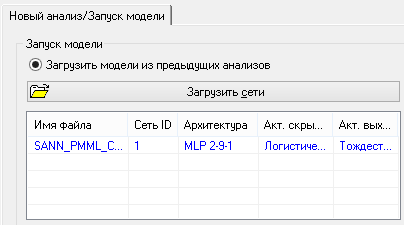 Новый анализ/Запуск модели
Запуск модели
Загрузить модели из предыдущих анализов
Загрузить сети
Имя файла Сеть ID Архитектура Акт. скры... Акт. вых...
SANN_PMML_C... 1 MLP 2-9-1 Логистиче... Тождест...